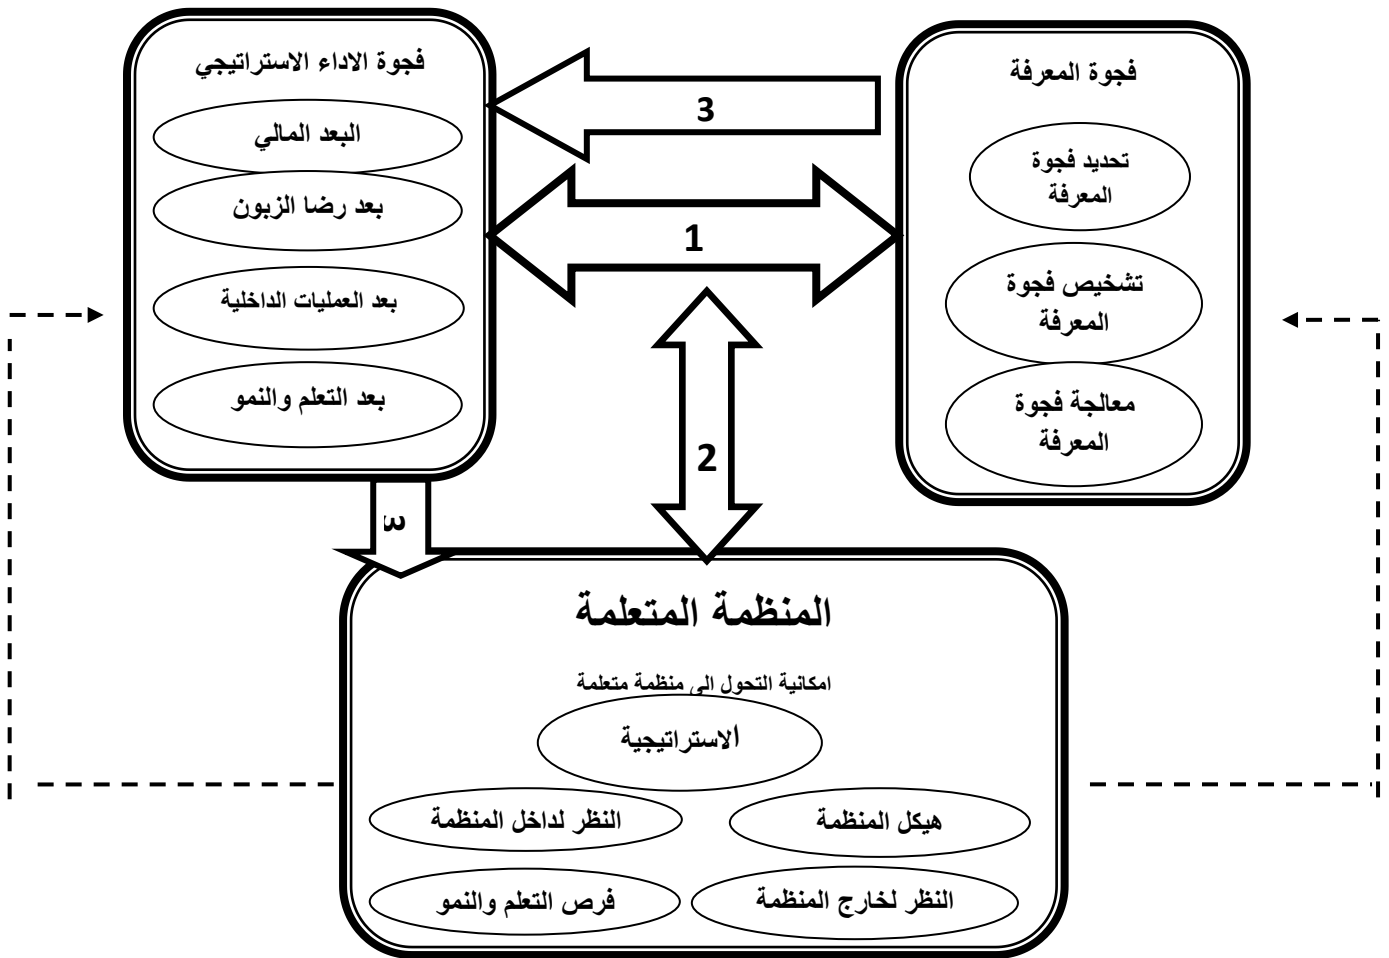 فجوة المعرفة
تحديد فجوة
المعرفة
تشخيص فجوة
المعرفة
معالجة فجوة
المعرفة
3
1
2
فجوة الاداء الاستراتيجي
البعد المالي
بعد رضا الزبون
بعد العمليات الداخلية
بعد التعلم والنمو
3
المنظمة المتعلمة
امكانية التحول الى منظمة متعلمة
ألاستراتيجية
هيكل المنظمة
النظر لداخل المنظمة
النظر لخارج المنظمة
فرص التعلم والنمو